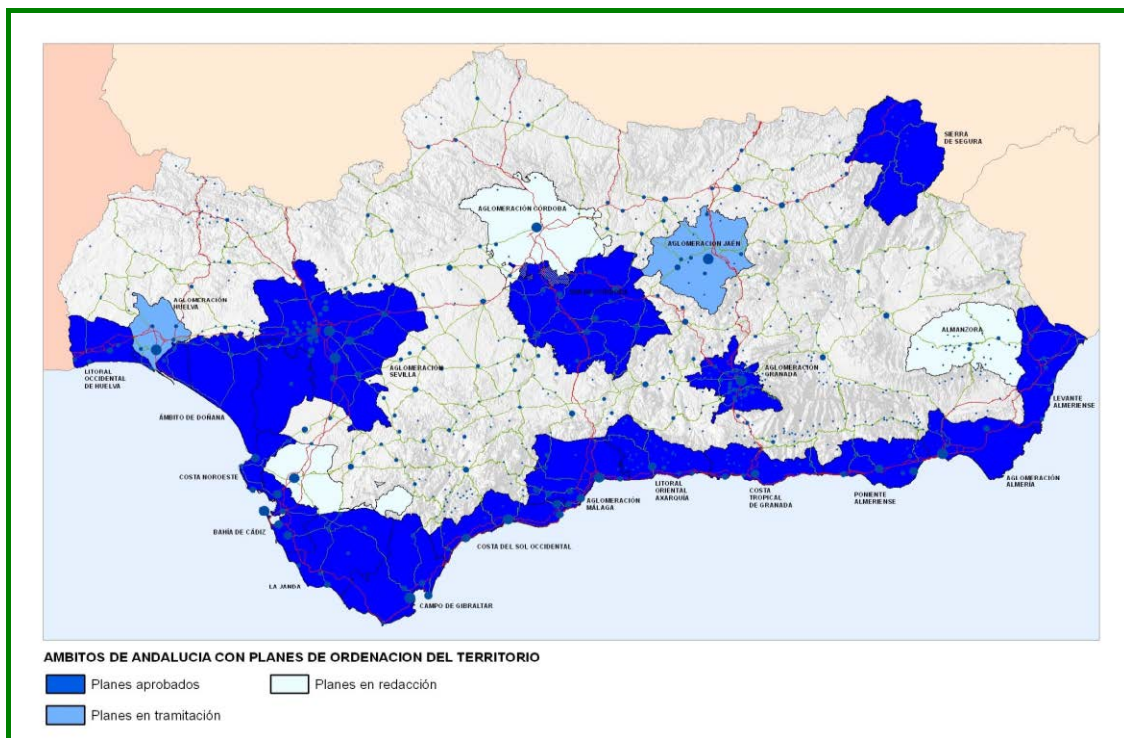 SIERRA
DE SEGURA
AGLOMERACIÓN CÓRDOBA
AGLOMERACIÓN JAÉN
AGLOMERACIÓN
HUELVA
ALMANZORA
LITORAL
OCCIDENTAL
DE HUELVA
AGLOMERACIÓN
SEVILLA
AGLOMERACIÓN
GRANADA
LEVANTE
ALMERIENSE
ÁMBITO DE DOÑANA
COSTA NOROESTE
LITORAL
ORIENTAL
AXARQUÍA
AGLOMERACIÓN
MÁLAGA
COSTA
TROPICAL
DE GRANADA
PONIENTE
ALMERIENSE
AGLOMERACIÓN
ALMERÍA
BAHÍA DE CÁDIZ
COSTA DEL SOL OCCIDENTAL
LA JANDA
CAMPO DE GIBRALTAR
AMBITOS DE ANDALUCIA CON PLANES DE ORDENACION DEL TERRITORIO
Planes aprobados
Planes en redacción
Planes en tramitación